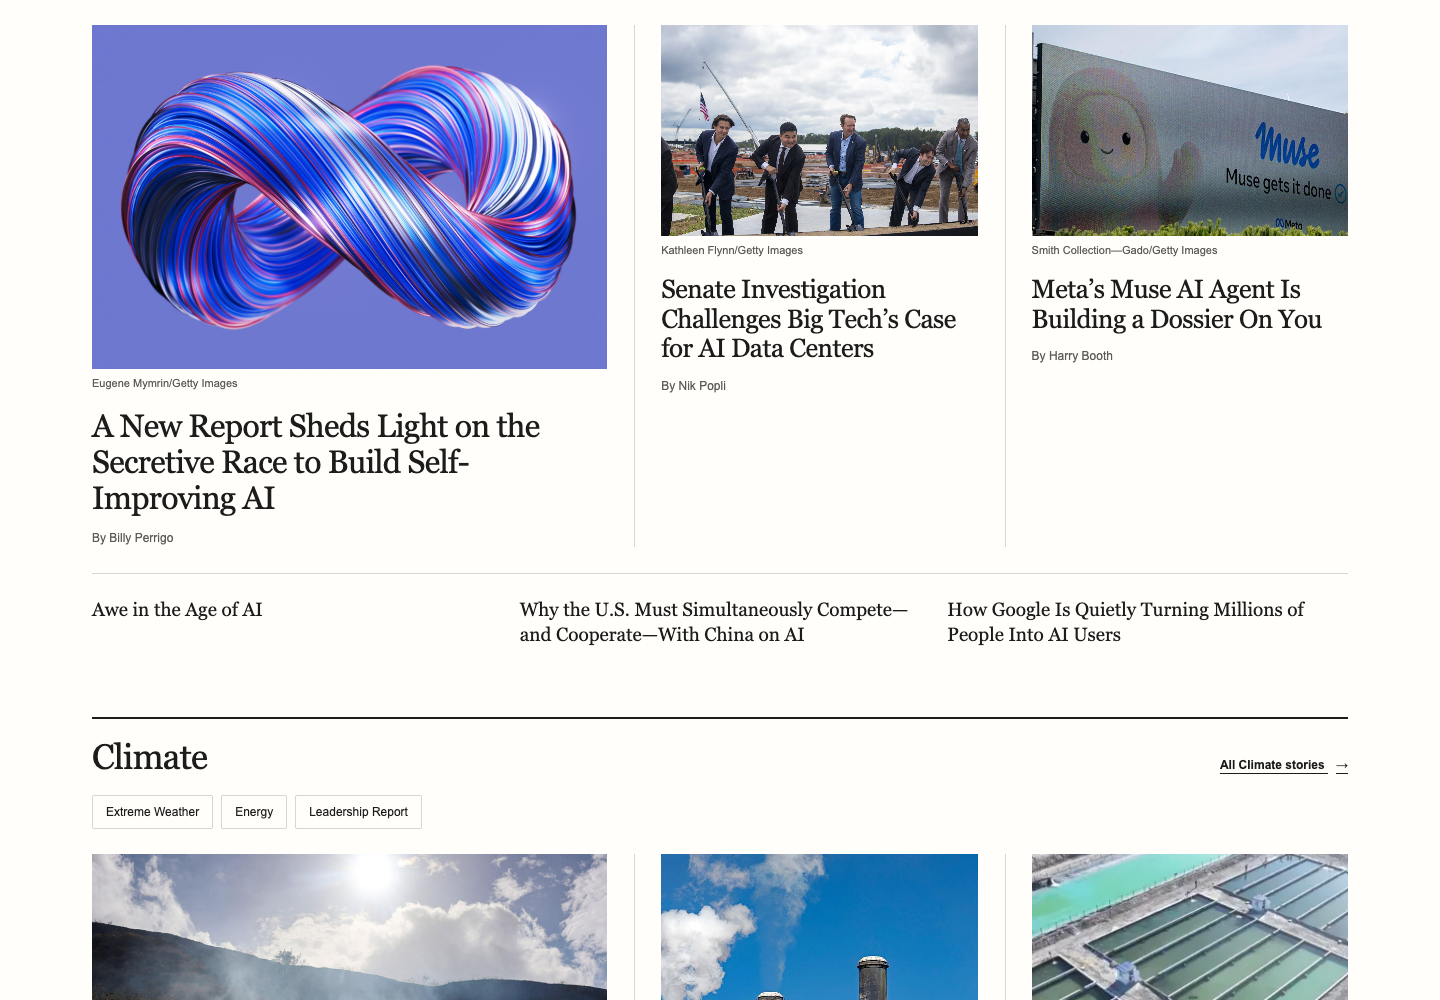 Muse
Muse gets it done
Meta
Eugene Mymrin/Getty Images
A New Report Sheds Light on the
Secretive Race to Build Self-
Improving AI
By Billy Perrigo
Kathleen Flynn/Getty Images
Senate Investigation
Challenges Big Tech’s Case
for AI Data Centers
By Nik Popli
Smith Collection—Gado/Getty Images
Meta’s Muse AI Agent Is
Building a Dossier On You
By Harry Booth
Awe in the Age of AI
Why the U.S. Must Simultaneously Compete—
and Cooperate—With China on AI
How Google Is Quietly Turning Millions of
People Into AI Users
Climate
All Climate stories →
Extreme Weather
Energy
Leadership Report